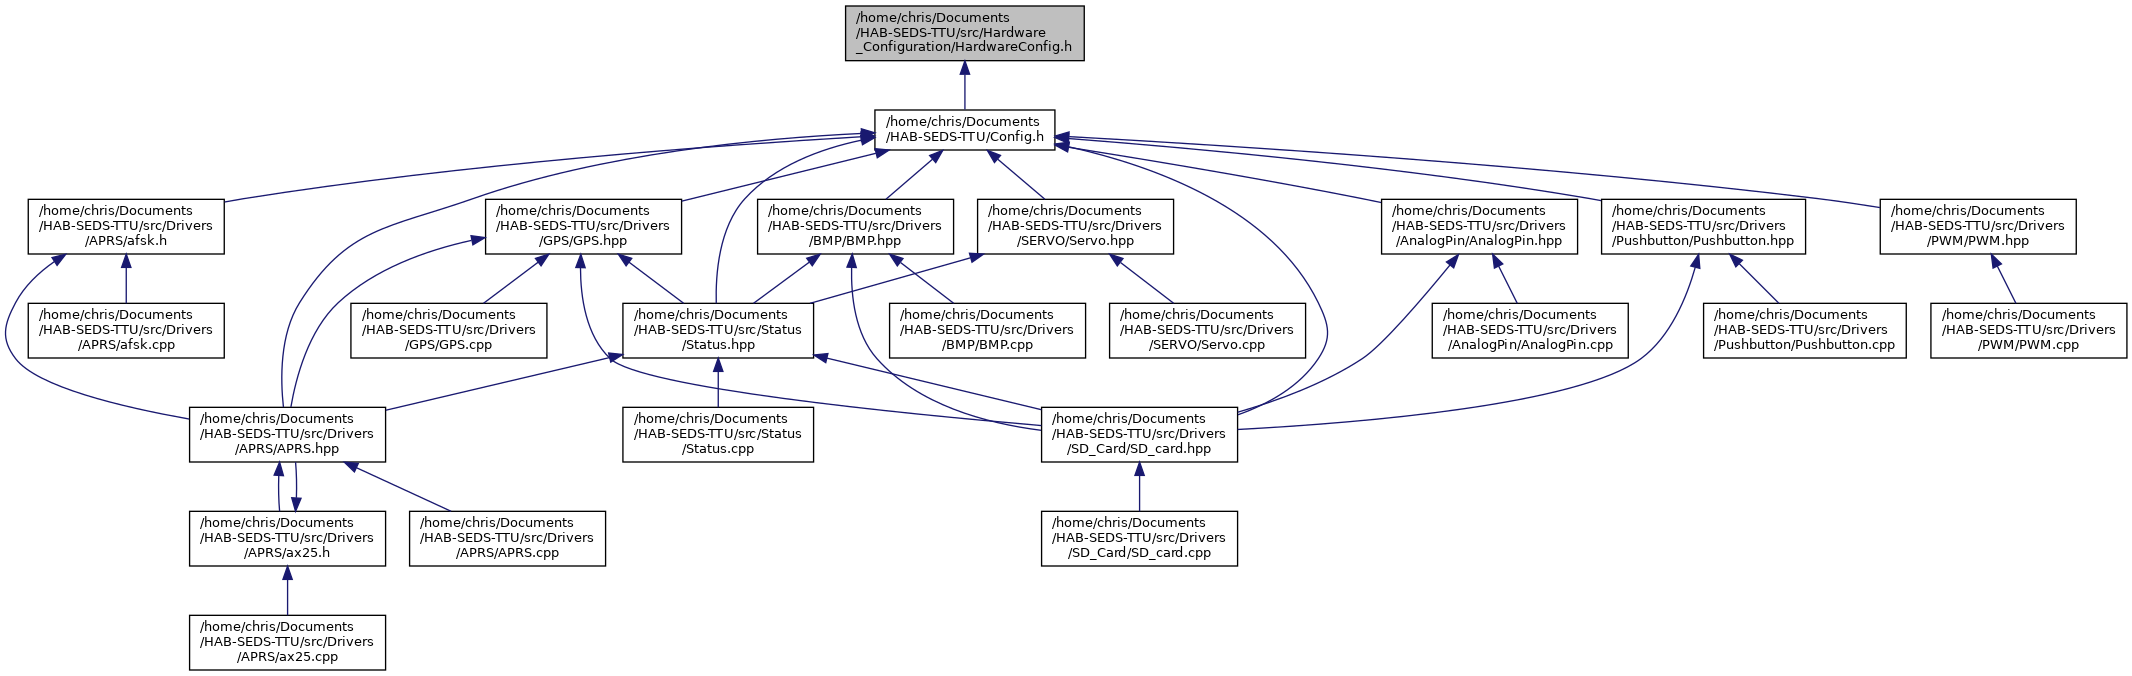 /home/chris/Documents
/HAB-SEDS-TTU/src/Hardware
_Configuration/HardwareConfig.h
/home/chris/Documents
/HAB-SEDS-TTU/Config.h
/home/chris/Documents
/HAB-SEDS-TTU/src/Drivers
/APRS/afsk.h
/home/chris/Documents
/HAB-SEDS-TTU/src/Drivers
/GPS/GPS.hpp
/home/chris/Documents
/HAB-SEDS-TTU/src/Drivers
/BMP/BMP.hpp
/home/chris/Documents
/HAB-SEDS-TTU/src/Drivers
/SERVO/Servo.hpp
/home/chris/Documents
/HAB-SEDS-TTU/src/Drivers
/AnalogPin/AnalogPin.hpp
/home/chris/Documents
/HAB-SEDS-TTU/src/Drivers
/Pushbutton/Pushbutton.hpp
/home/chris/Documents
/HAB-SEDS-TTU/src/Drivers
/PWM/PWM.hpp
/home/chris/Documents
/HAB-SEDS-TTU/src/Drivers
/APRS/afsk.cpp
/home/chris/Documents
/HAB-SEDS-TTU/src/Drivers
/GPS/GPS.cpp
/home/chris/Documents
/HAB-SEDS-TTU/src/Status
/Status.hpp
/home/chris/Documents
/HAB-SEDS-TTU/src/Drivers
/BMP/BMP.cpp
/home/chris/Documents
/HAB-SEDS-TTU/src/Drivers
/SERVO/Servo.cpp
/home/chris/Documents
/HAB-SEDS-TTU/src/Drivers
/AnalogPin/AnalogPin.cpp
/home/chris/Documents
/HAB-SEDS-TTU/src/Drivers
/Pushbutton/Pushbutton.cpp
/home/chris/Documents
/HAB-SEDS-TTU/src/Drivers
/PWM/PWM.cpp
/home/chris/Documents
/HAB-SEDS-TTU/src/Drivers
/APRS/APRS.hpp
/home/chris/Documents
/HAB-SEDS-TTU/src/Status
/Status.cpp
/home/chris/Documents
/HAB-SEDS-TTU/src/Drivers
/SD_Card/SD_card.hpp
/home/chris/Documents
/HAB-SEDS-TTU/src/Drivers
/APRS/ax25.h
/home/chris/Documents
/HAB-SEDS-TTU/src/Drivers
/APRS/APRS.cpp
/home/chris/Documents
/HAB-SEDS-TTU/src/Drivers
/SD_Card/SD_card.cpp
/home/chris/Documents
/HAB-SEDS-TTU/src/Drivers
/APRS/ax25.cpp